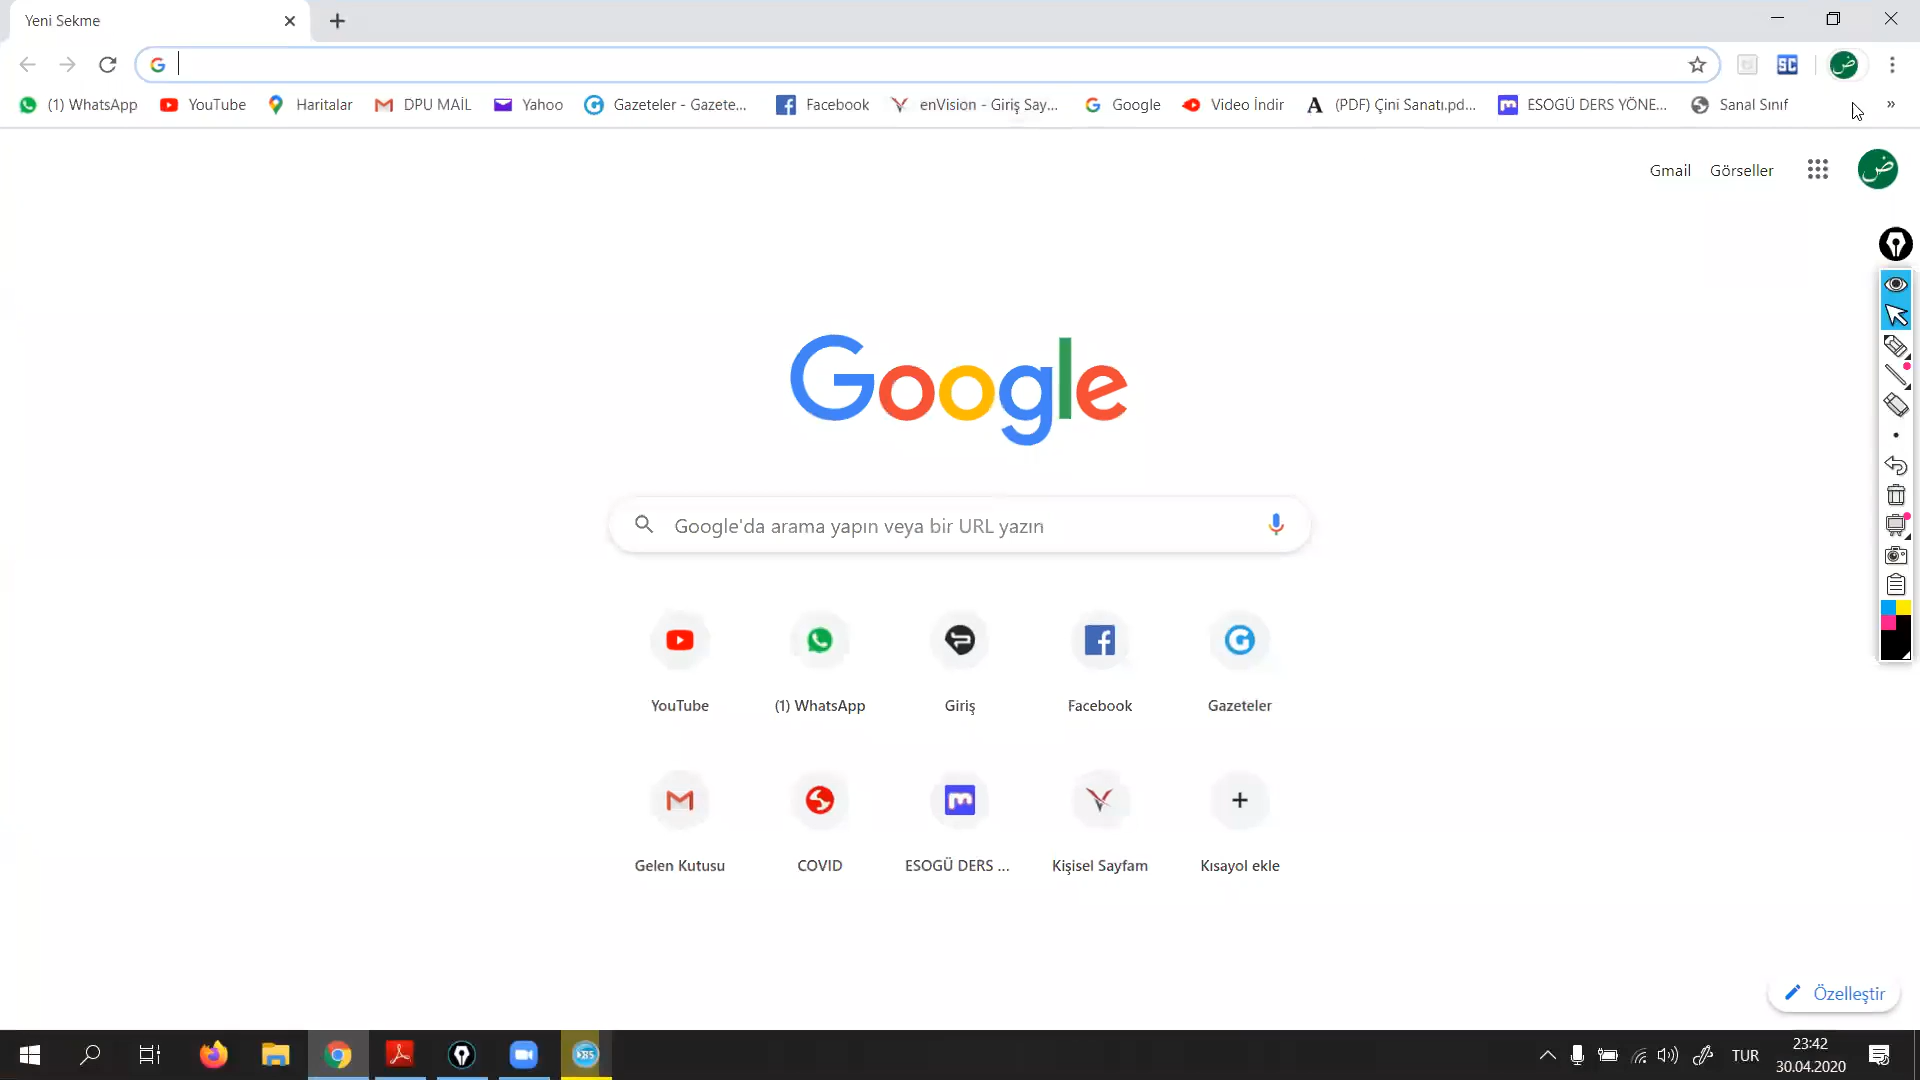 Yeni Sekme
(1) WhatsApp YouTube Haritalar DPU MAİL Yahoo Gazeteler - Gazete... Facebook enVision - Giriş Say... Google Video İndir (PDF) Çini Sanatı.pd... ESOGÜ DERS YÖNE... Sanal Sınıf »
Gmail Görseller ض
Google
Google'da arama yapın veya bir URL yazın
YouTube (1) WhatsApp Giriş Facebook Gazeteler
Gelen Kutusu COVID ESOGÜ DERS ... Kişisel Sayfam Kısayol ekle
Özelleştir
TUR 23:42
30.04.2020